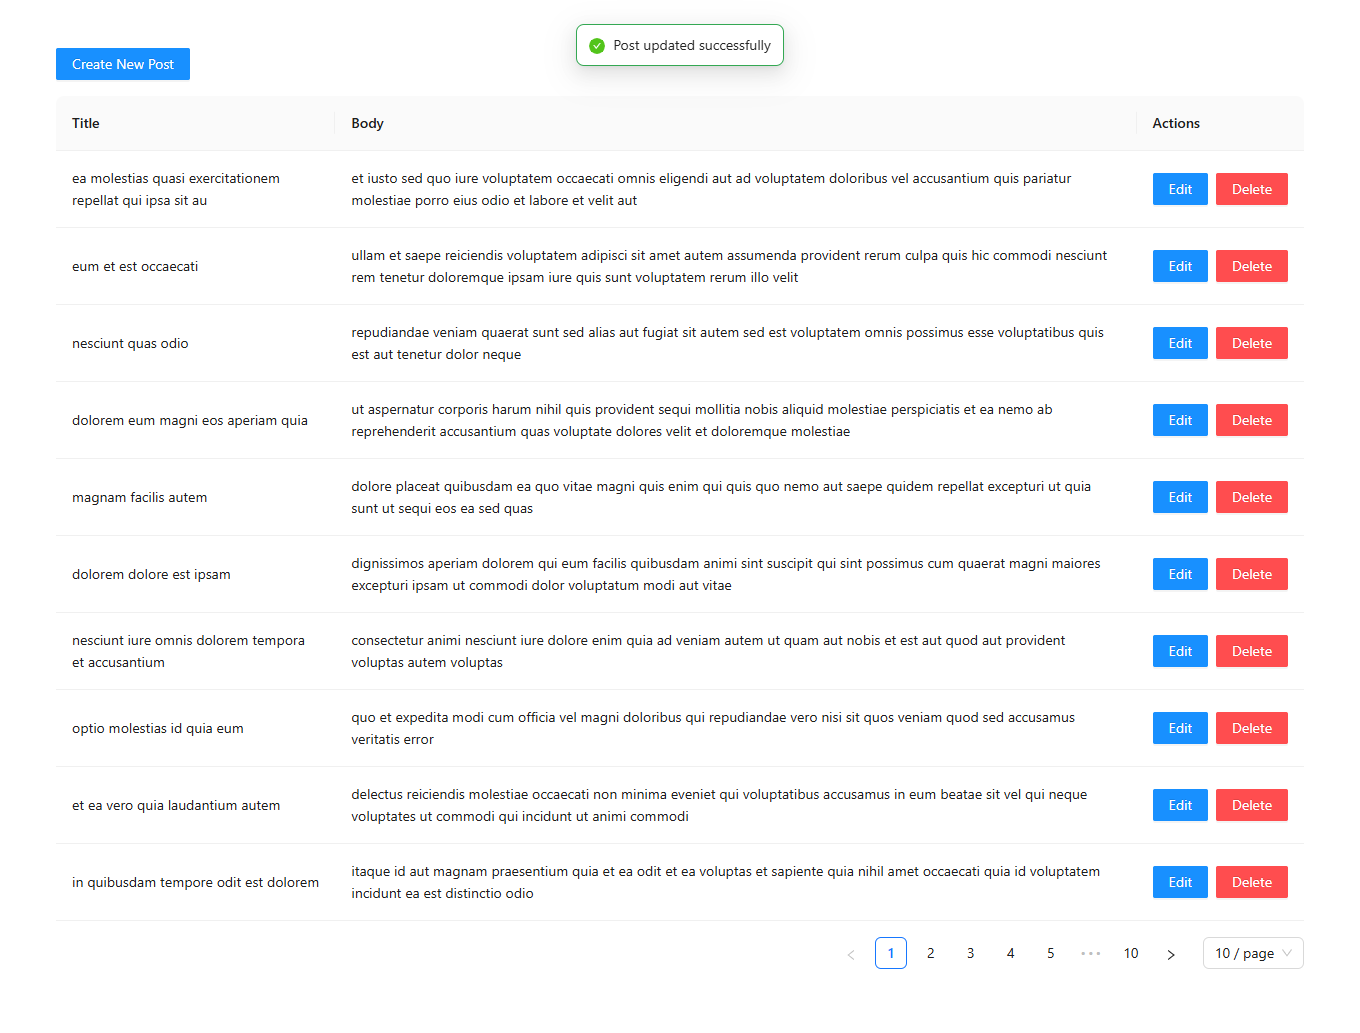 Post updated successfully
Create New Post
Title Body Actions
ea molestias quasi exercitationem
repellat qui ipsa sit au
et iusto sed quo iure voluptatem occaecati omnis eligendi aut ad voluptatem doloribus vel accusantium quis pariatur
molestiae porro eius odio et labore et velit aut
Edit Delete
eum et est occaecati
ullam et saepe reiciendis voluptatem adipisci sit amet autem assumenda provident rerum culpa quis hic commodi nesciunt
rem tenetur doloremque ipsam iure quis sunt voluptatem rerum illo velit
Edit Delete
nesciunt quas odio
repudiandae veniam quaerat sunt sed alias aut fugiat sit autem sed est voluptatem omnis possimus esse voluptatibus quis
est aut tenetur dolor neque
Edit Delete
dolorem eum magni eos aperiam quia
ut aspernatur corporis harum nihil quis provident sequi mollitia nobis aliquid molestiae perspiciatis et ea nemo ab
reprehenderit accusantium quas voluptate dolores velit et doloremque molestiae
Edit Delete
magnam facilis autem
dolore placeat quibusdam ea quo vitae magni quis enim qui quis quo nemo aut saepe quidem repellat excepturi ut quia
sunt ut sequi eos ea sed quas
Edit Delete
dolorem dolore est ipsam
dignissimos aperiam dolorem qui eum facilis quibusdam animi sint suscipit qui sint possimus cum quaerat magni maiores
excepturi ipsam ut commodi dolor voluptatum modi aut vitae
Edit Delete
nesciunt iure omnis dolorem tempora
et accusantium
consectetur animi nesciunt iure dolore enim quia ad veniam autem ut quam aut nobis et est aut quod aut provident
voluptas autem voluptas
Edit Delete
optio molestias id quia eum
quo et expedita modi cum officia vel magni doloribus qui repudiandae vero nisi sit quos veniam quod sed accusamus
veritatis error
Edit Delete
et ea vero quia laudantium autem
delectus reiciendis molestiae occaecati non minima eveniet qui voluptatibus accusamus in eum beatae sit vel qui neque
voluptates ut commodi qui incidunt ut animi commodi
Edit Delete
in quibusdam tempore odit est dolorem
itaque id aut magnam praesentium quia et ea odit et ea voluptas et sapiente quia nihil amet occaecati quia id voluptatem
incidunt ea est distinctio odio
Edit Delete
< 1 2 3 4 5 ••• 10 > 10 / page